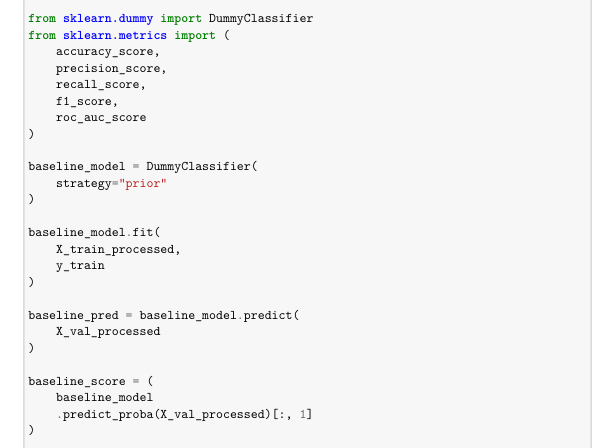 from sklearn.dummy import DummyClassifier
from sklearn.metrics import (
    accuracy_score,
    precision_score,
    recall_score,
    f1_score,
    roc_auc_score
)
baseline_model = DummyClassifier(
    strategy="prior"
)
baseline_model.fit(
    X_train_processed,
    y_train
)
baseline_pred = baseline_model.predict(
    X_val_processed
)
baseline_score = (
    baseline_model
    .predict_proba(X_val_processed)[:, 1]
)